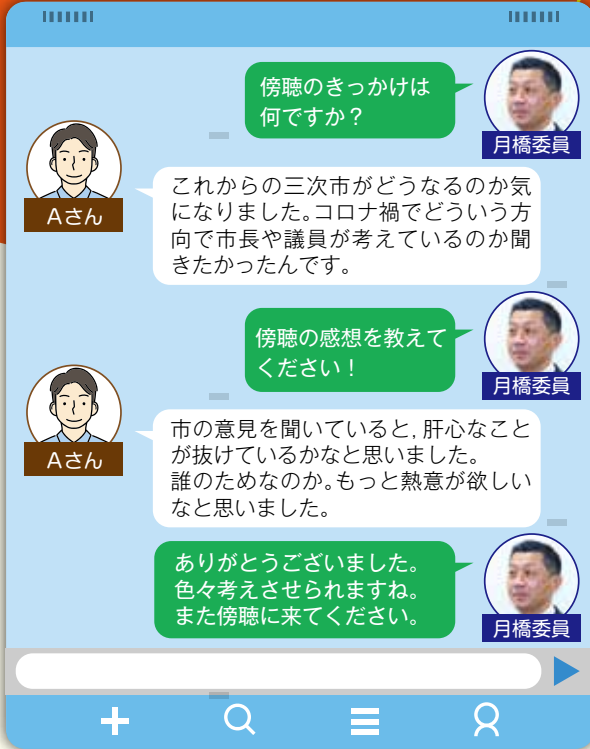 傍聴のきっかけは
何ですか？
月橋委員
Aさん
これからの三次市がどうなるのか気
になりました。コロナ禍でどういう方
向で市長や議員が考えているのか聞
きたかったんです。
傍聴の感想を教えて
ください！
月橋委員
Aさん
市の意見を聞いていると，肝心なこと
が抜けているかなと思いました。
誰のためなのか。もっと熱意が欲しい
なと思いました。
ありがとうございました。
色々考えさせられますね。
また傍聴に来てください。
月橋委員